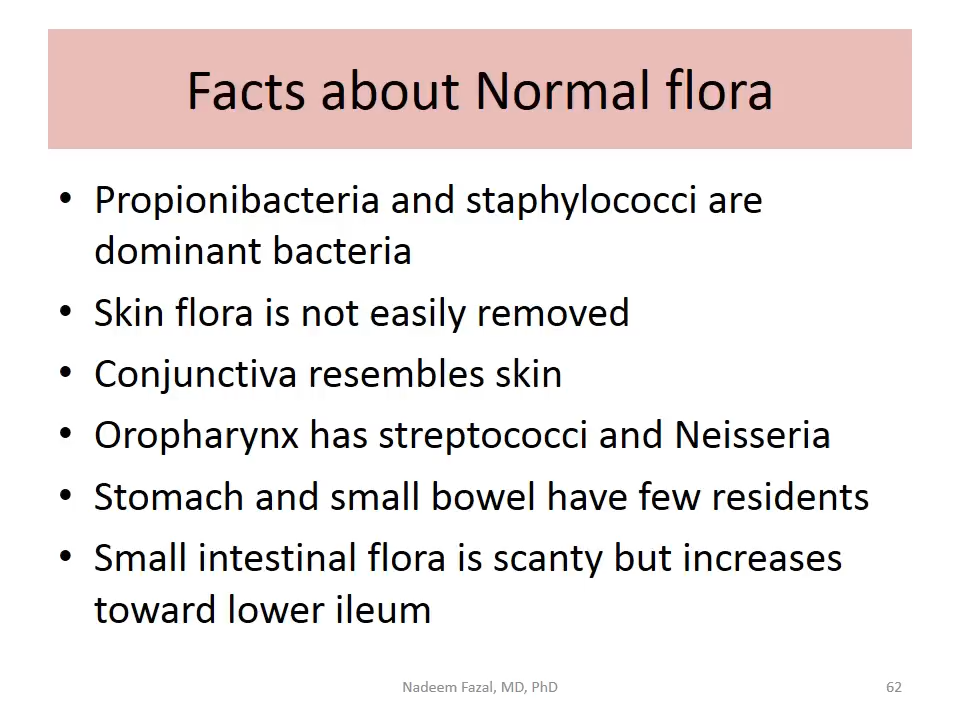 Facts about Normal flora
• Propionibacteria and staphylococci are
dominant bacteria
• Skin flora is not easily removed
• Conjunctiva resembles skin
• Oropharynx has streptococci and Neisseria
• Stomach and small bowel have few residents
• Small intestinal flora is scanty but increases
toward lower ileum
Nadeem Fazal, MD, PhD
62